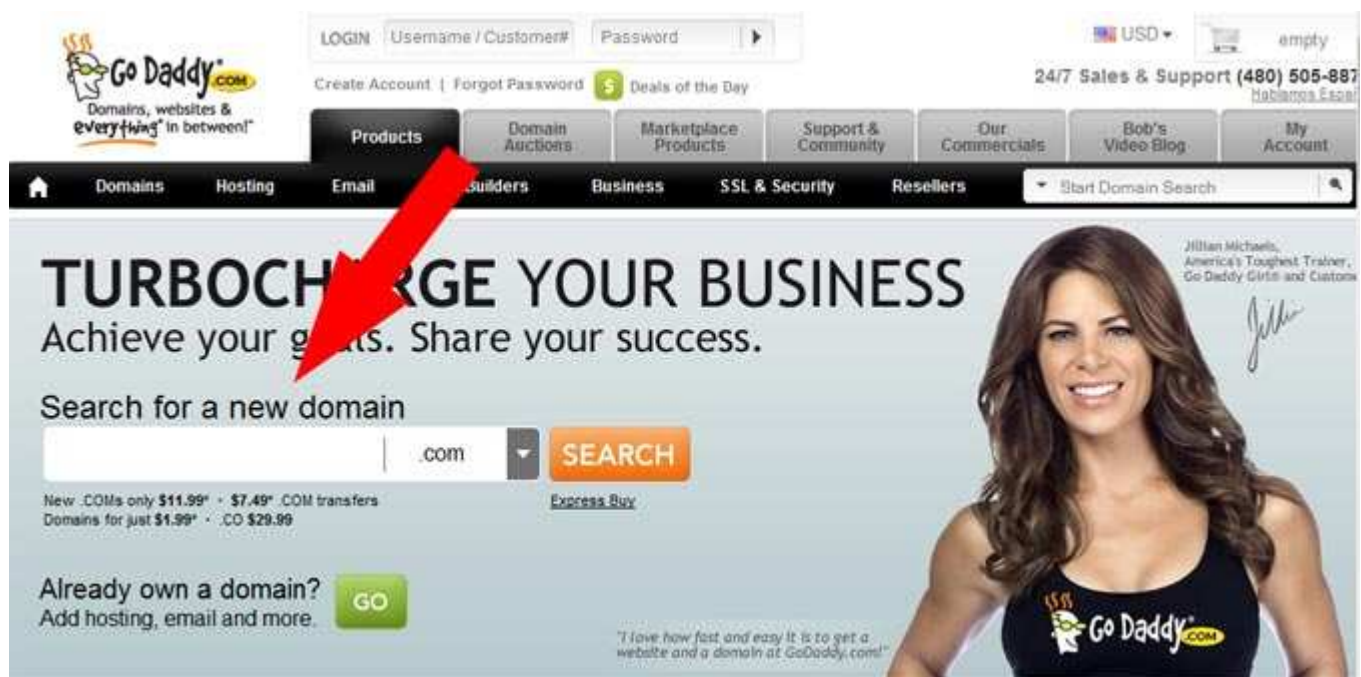 Go Daddy.COM
Domains, websites &
everything* in between!"
LOGIN Username / Customer# Password
Create Account | Forgot Password $ Deals of the Day
USD empty
24/7 Sales & Support (480) 505-887
Hablamos Españ
Products
Domain Auctions
Marketplace Products
Support & Community
Our Commercials
Bob's Video Blog
My Account
Domains Hosting Email Builders Business SSL & Security Resellers Start Domain Search
TURBOCHARGE YOUR BUSINESS
Achieve your goals. Share your success.
Jillian Michaels,
America's Toughest Trainer,
Go Daddy Girl® and Custome
Jillian
Search for a new domain
.com SEARCH
New .COMs only $11.99* · $7.49* .COM transfers
Domains for just $1.99* · .CO $29.99
Express Buy
Already own a domain?
Add hosting, email and more.
GO
"I love how fast and easy it is to get a
website and a domain at GoDaddy.com!"
Go Daddy.COM